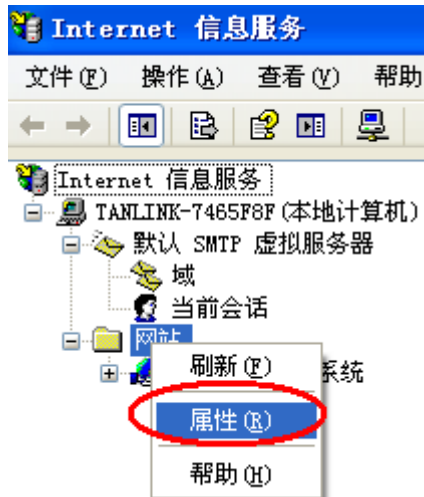 Internet 信息服务
文件(F) 操作(A) 查看(V) 帮助
Internet 信息服务
TANLINK-7465F8F(本地计算机)
默认 SMTP 虚拟服务器
域
当前会话
网站
刷新(F)
系统
属性(R)
帮助(H)